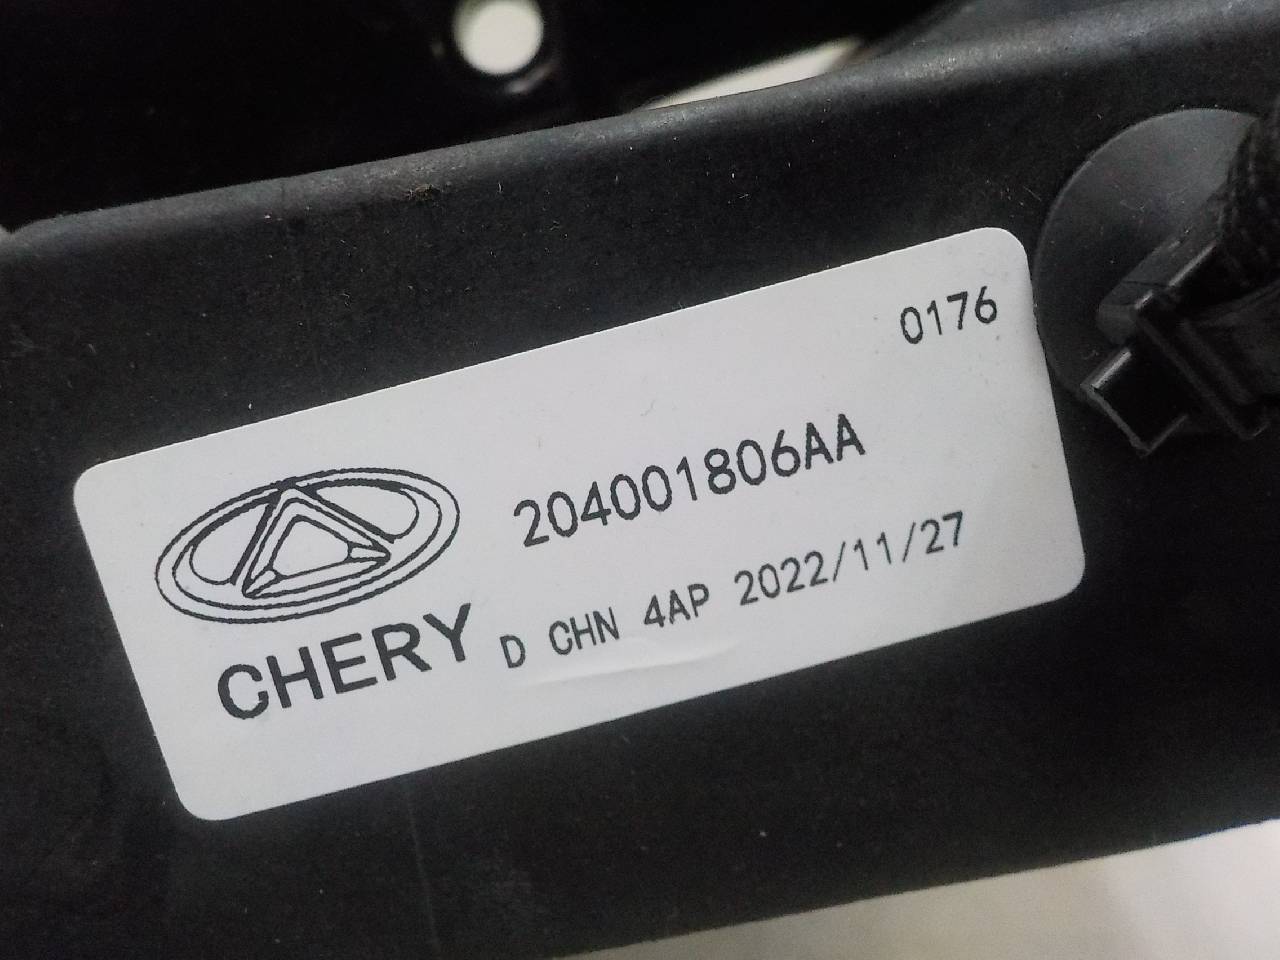 0176
204001806AA
CHERY
D CHN 4AP 2022/11/27